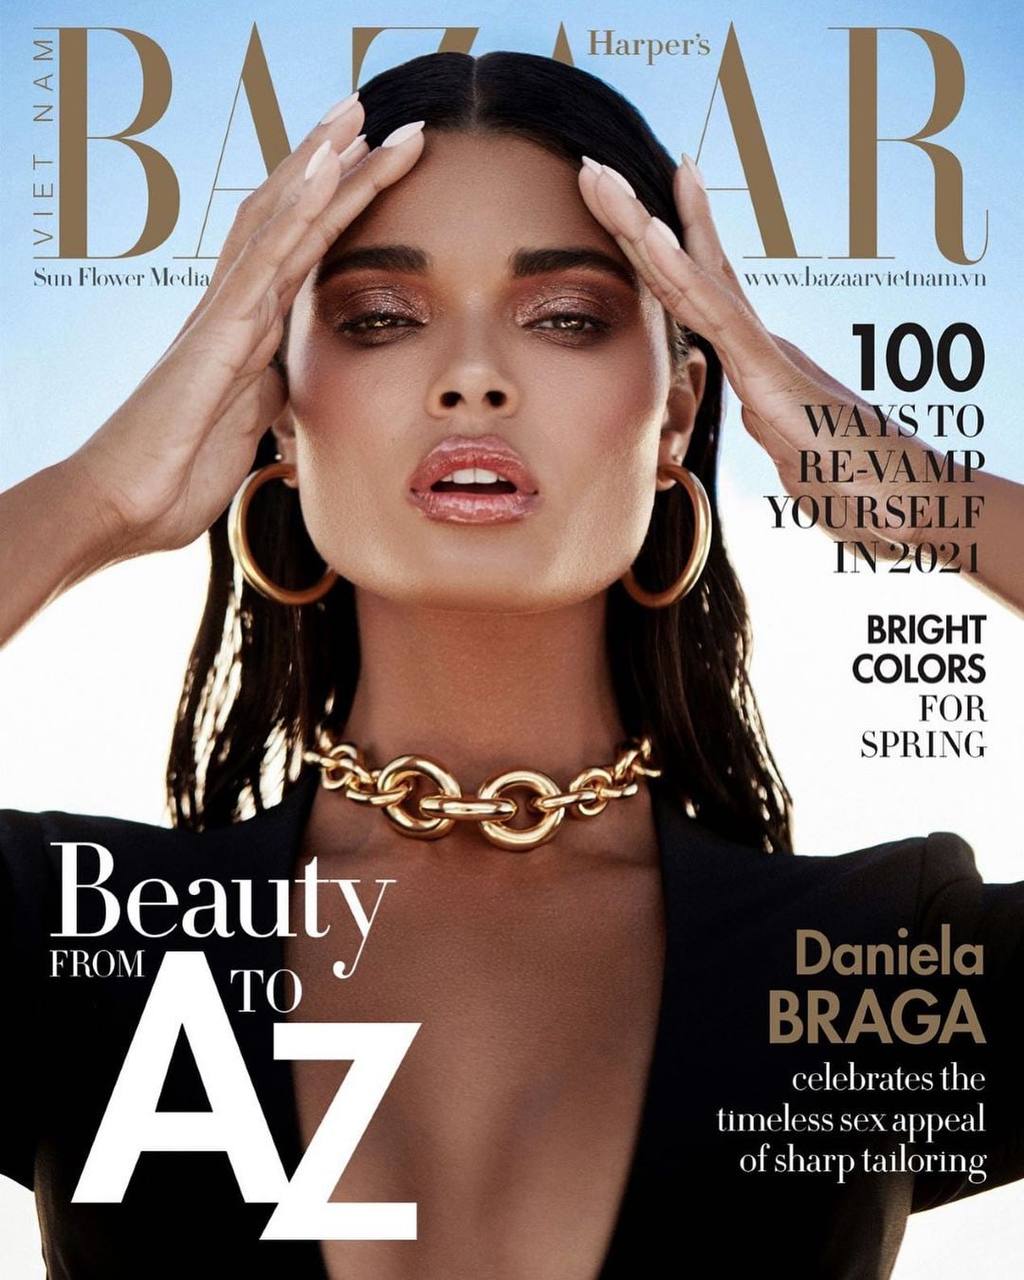 VIET NAM
Harper's
BAZAAR
Sun Flower Media
www.bazaarvietnam.vn
100
WAYS TO
RE-VAMP
YOURSELF
IN 2021
BRIGHT
COLORS
FOR
SPRING
Beauty
FROM
TO
AZ
Daniela
BRAGA
celebrates the
timeless sex appeal
of sharp tailoring